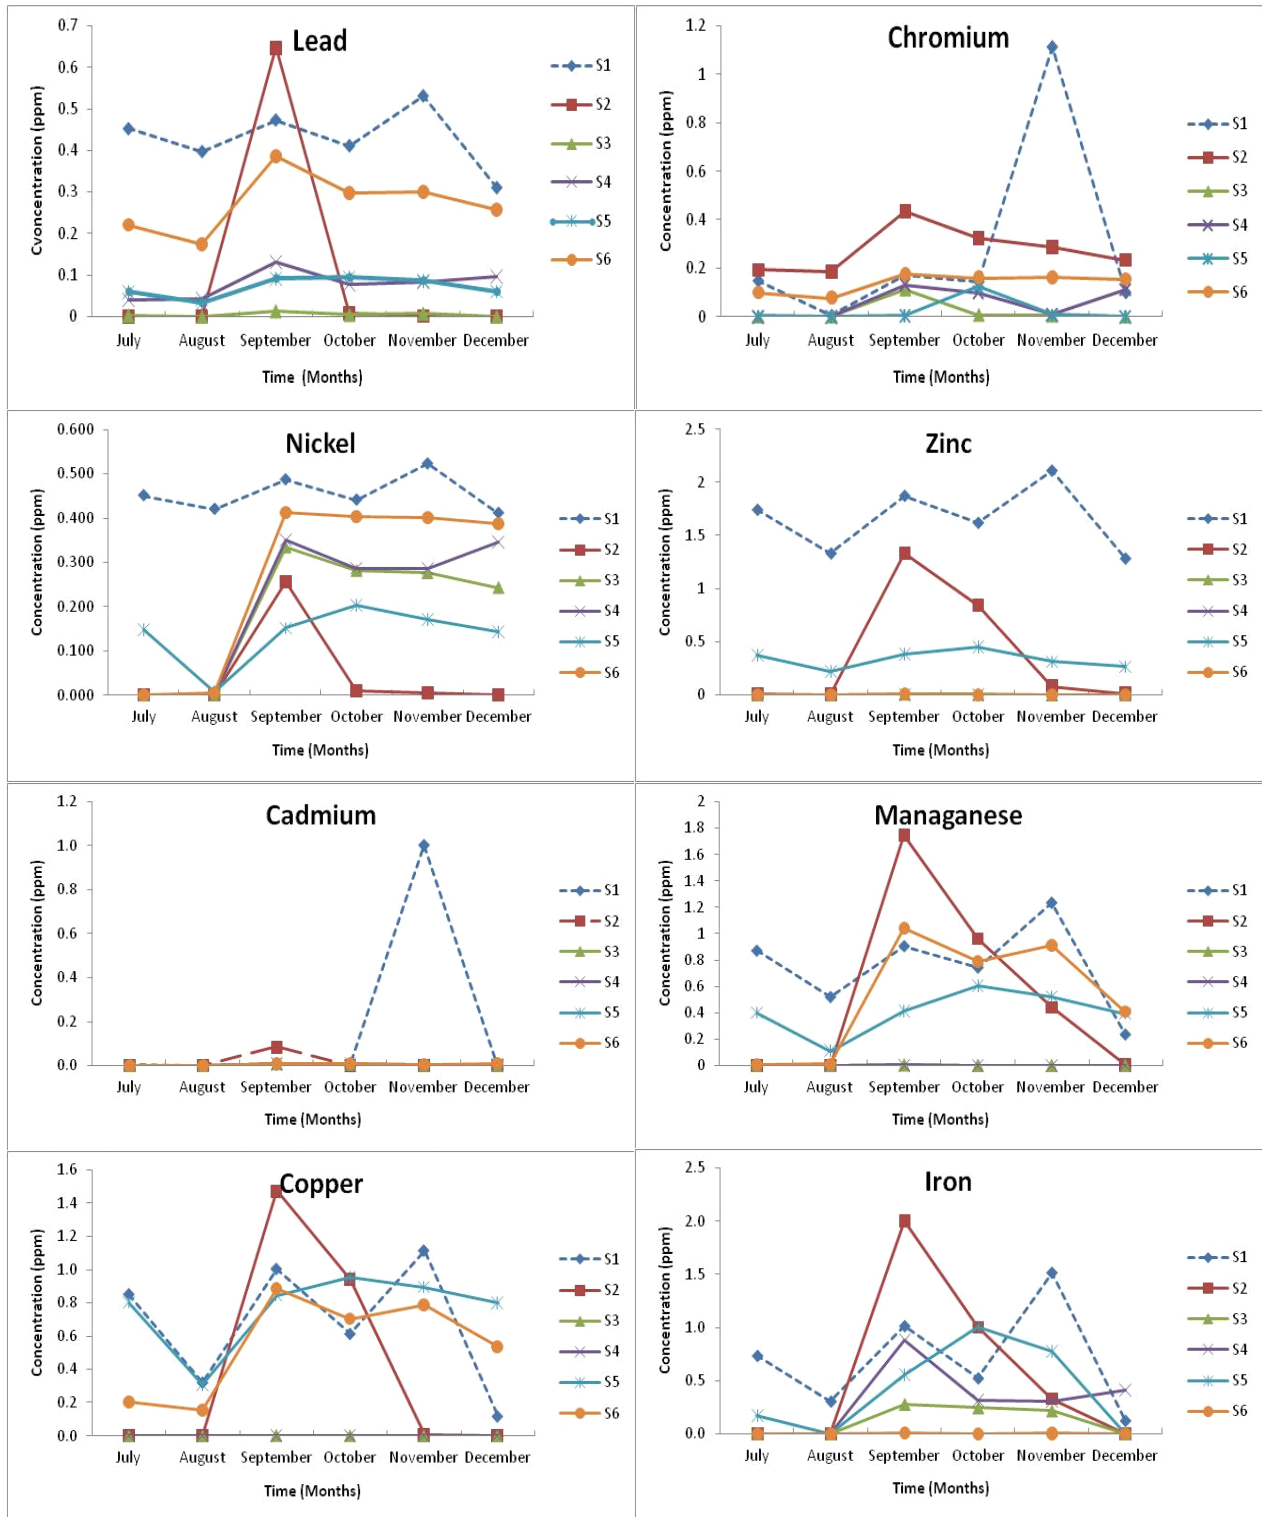 Lead
0.7
0.6
0.5
0.4
0.3
0.2
0.1
0
Cvoncentration (ppm)
July August September October November December
Time (Months)
S1
S2
S3
S4
S5
S6
Chromium
1.2
1
0.8
0.6
0.4
0.2
0
Concentration (ppm)
July August September October November December
Time (Months)
S1
S2
S3
S4
S5
S6
Nickel
0.600
0.500
0.400
0.300
0.200
0.100
0.000
Concentration (ppm)
July August September October November December
Time (Months)
S1
S2
S3
S4
S5
S6
Zinc
2.5
2
1.5
1
0.5
0
Concentration (ppm)
July August September October November December
Time (Months)
S1
S2
S3
S4
S5
S6
Cadmium
1.2
1.0
0.8
0.6
0.4
0.2
0.0
Concentration (ppm)
July August September October November December
Time (Months)
S1
S2
S3
S4
S5
S6
Managanese
2
1.8
1.6
1.4
1.2
1
0.8
0.6
0.4
0.2
0
Concentration (ppm)
July August September October November December
Time (Months)
S1
S2
S3
S4
S5
S6
Copper
1.6
1.4
1.2
1.0
0.8
0.6
0.4
0.2
0.0
Concentration (ppm)
July August September October November December
Time (Months)
S1
S2
S3
S4
S5
S6
Iron
2.5
2.0
1.5
1.0
0.5
0.0
Concentration (ppm)
July August September October November December
Time (Months)
S1
S2
S3
S4
S5
S6